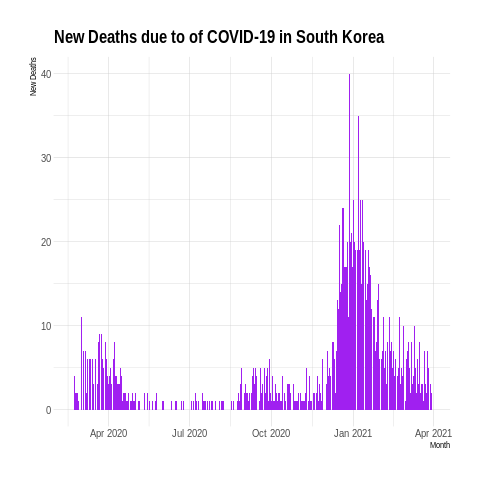 New Deaths due to of COVID-19 in South Korea
New Deaths
40
30
20
10
0
Apr 2020 Jul 2020 Oct 2020 Jan 2021 Apr 2021
Month